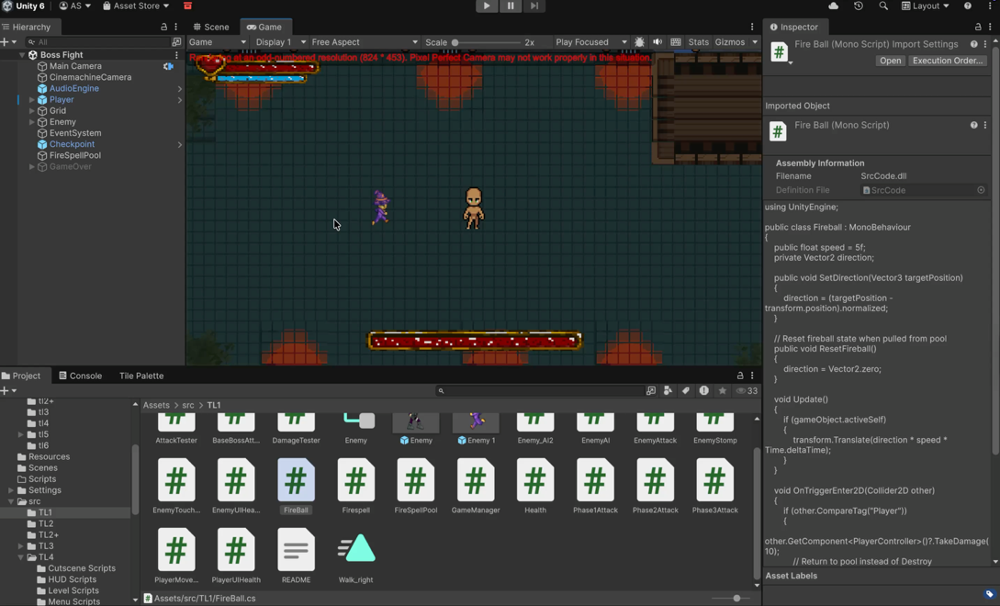 Unity 6 AS Asset Store Layout
Hierarchy Scene Game Inspector
All
Game Display 1 Free Aspect Scale 2x Play Focused Stats Gizmos
at an odd-numbered resolution (824 * 453). Pixel Perfect Camera may not work properly in this situation.
Boss Fight
Main Camera
CinemachineCamera
AudioEngine
Player
Grid
Enemy
EventSystem
Checkpoint
FireSpellPool
GameOver
Fire Ball (Mono Script) Import Settings
Open Execution Order...
Imported Object
Fire Ball (Mono Script)
Assembly Information
Filename SrcCode.dll
Definition File SrcCode
using UnityEngine;
public class Fireball : MonoBehaviour
{
public float speed = 5f;
private Vector2 direction;
public void SetDirection(Vector3 targetPosition)
{
direction = (targetPosition -
transform.position).normalized;
}
// Reset fireball state when pulled from pool
public void ResetFireball()
{
direction = Vector2.zero;
}
void Update()
{
if (gameObject.activeSelf)
{
transform.Translate(direction * speed *
Time.deltaTime);
}
}
void OnTriggerEnter2D(Collider2D other)
{
if (other.CompareTag("Player"))
{
other.GetComponent<PlayerController>()?.TakeDamage(
10);
// Return to pool instead of Destroy
Asset Labels
Project Console Tile Palette
33
Assets > src > TL1
tl2+
tl3
tl4
tl5
tl6
Resources
Scenes
Scripts
Settings
src
TL1
TL2
TL2+
TL3
TL4
Cutscene Scripts
HUD Scripts
Level Scripts
Menu Scripts
AttackTester BaseBossAtt... DamageTester Enemy Enemy Enemy 1 Enemy_AI2 EnemyAI EnemyAttack EnemyStomp
EnemyTouch... EnemyUIHea... FireBall Firespell FireSpellPool GameManager Health Phase1Attack Phase2Attack Phase3Attack
PlayerMove... PlayerUIHealth README Walk_right
Assets/src/TL1/FireBall.cs